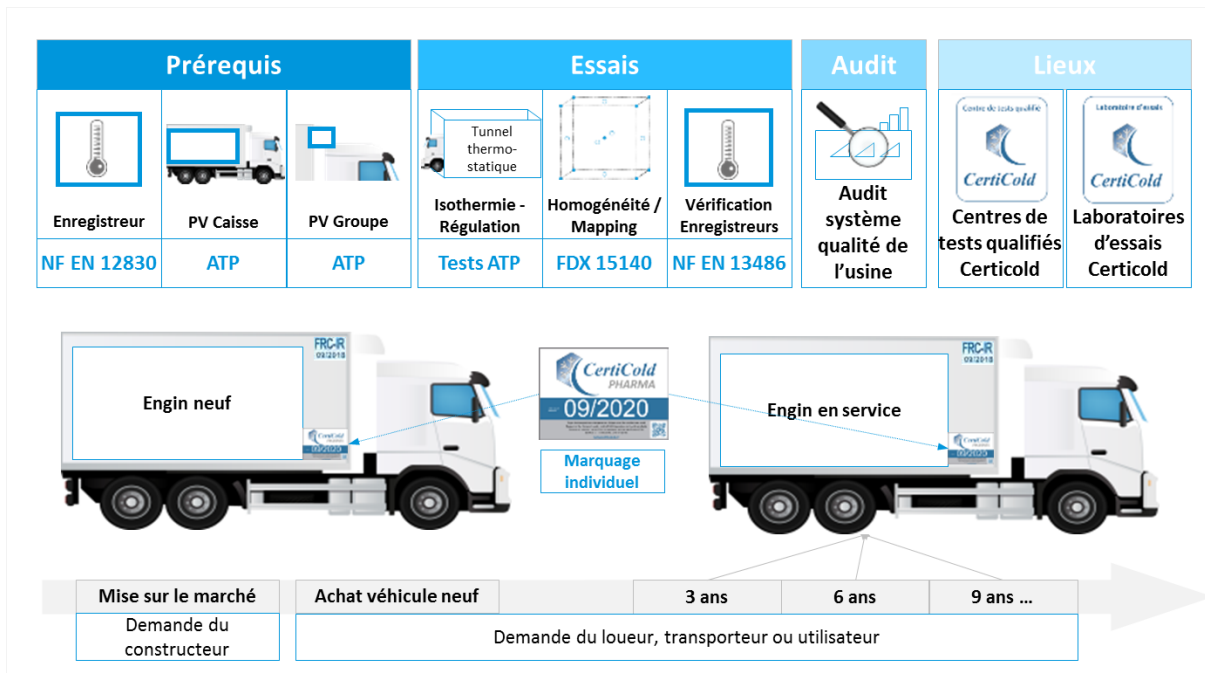 Prérequis
Essais
Audit
Lieux
Enregistreur
PV Caisse
PV Groupe
Tunnel
thermo-
statique
Isothermie -
Régulation
Homogénéité /
Mapping
Vérification
Enregistreurs
Audit
système
qualité de
l'usine
Centre de tests qualifié
CertiCold
Centres de
tests qualifiés
Certicold
Laboratoire d'essais
CertiCold
Laboratoires
d'essais
Certicold
NF EN 12830
ATP
ATP
Tests ATP
FDX 15140
NF EN 13486
FRC-IR
09/2018
Engin neuf
CertiCold
PHARMA
09/2020
CertiCold
PHARMA
09/2020
Marquage
individuel
FRC-IR
09/2018
Engin en service
CertiCold
PHARMA
09/2020
Mise sur le marché
Achat véhicule neuf
3 ans
6 ans
9 ans ...
Demande du
constructeur
Demande du loueur, transporteur ou utilisateur